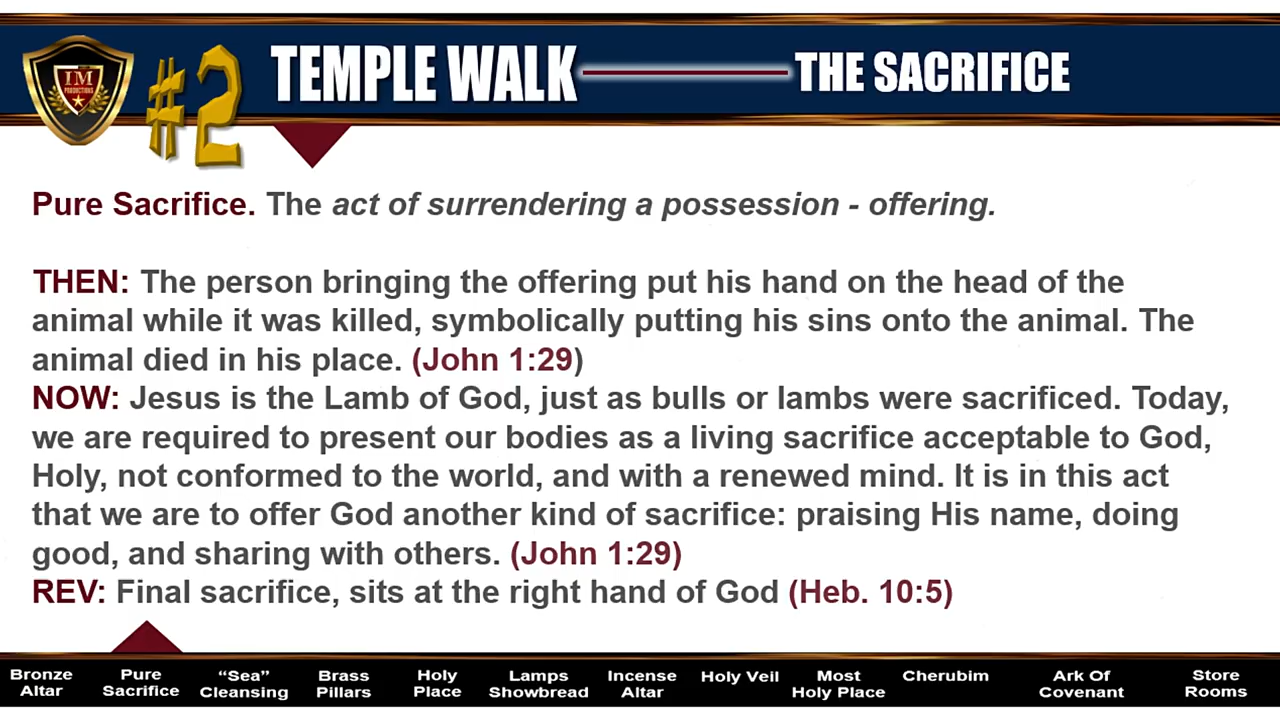 IM
PRODUCTIONS
#2
TEMPLE WALK
THE SACRIFICE
Pure Sacrifice. The act of surrendering a possession - offering.
THEN: The person bringing the offering put his hand on the head of the
animal while it was killed, symbolically putting his sins onto the animal. The
animal died in his place. (John 1:29)
NOW: Jesus is the Lamb of God, just as bulls or lambs were sacrificed. Today,
we are required to present our bodies as a living sacrifice acceptable to God,
Holy, not conformed to the world, and with a renewed mind. It is in this act
that we are to offer God another kind of sacrifice: praising His name, doing
good, and sharing with others. (John 1:29)
REV: Final sacrifice, sits at the right hand of God (Heb. 10:5)
Bronze
Altar
Pure
Sacrifice
“Sea”
Cleansing
Brass
Pillars
Holy
Place
Lamps
Showbread
Incense
Altar
Holy Veil
Most
Holy Place
Cherubim
Ark Of
Covenant
Store
Rooms